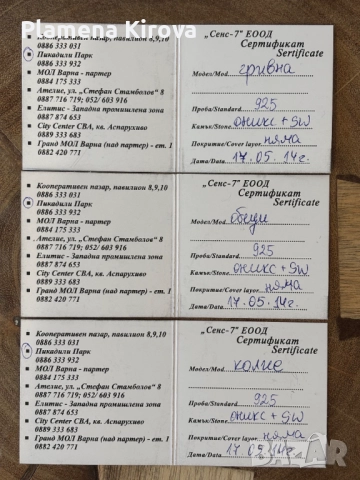 Plamena Kirova
Кооперативен пазар, павилион 8,9,10
0886 333 031
Пикадили Парк
0886 333 932
МОЛ Варна - партер
0884 175 333
Ателие, ул. „Стефан Стамболов" 8
0887 716 719; 052/ 603 916
Елитис - Западна промишлена зона
0887 874 653
City Center CBA, кв. Аспарухово
0889 333 683
Гранд МОЛ Варна (над партер) - ет. 1
0882 420 771
„Сенс-7" ЕООД
Сертификат
Sertificate
Модел/Mod. гривна
Проба/Standard 925
Камък/Stone оникс + SW
Покритие/Cover layer няма
Дата/Data 17.05.14г.
Кооперативен пазар, павилион 8,9,10
0886 333 031
Пикадили Парк
0886 333 932
МОЛ Варна - партер
0884 175 333
Ателие, ул. „Стефан Стамболов" 8
0887 716 719; 052/ 603 916
Елитис - Западна промишлена зона
0887 874 653
City Center CBA, кв. Аспарухово
0889 333 683
Гранд МОЛ Варна (над партер) - ет. 1
0882 420 771
„Сенс-7" ЕООД
Сертификат
Sertificate
Модел/Mod. обеци
Проба/Standard 925
Камък/Stone оникс + SW
Покритие/Cover layer няма
Дата/Data 17.05.14г.
Кооперативен пазар, павилион 8,9,10
0886 333 031
Пикадили Парк
0886 333 932
МОЛ Варна - партер
0884 175 333
Ателие, ул. „Стефан Стамболов" 8
0887 716 719; 052/ 603 916
Елитис - Западна промишлена зона
0887 874 653
City Center CBA, кв. Аспарухово
0889 333 683
Гранд МОЛ Варна (над партер) - ет. 1
0882 420 771
„Сенс-7" ЕООД
Сертификат
Sertificate
Модел/Mod. колие
Проба/Standard 925
Камък/Stone оникс + SW
Покритие/Cover layer няма
Дата/Data 17.05.14г.